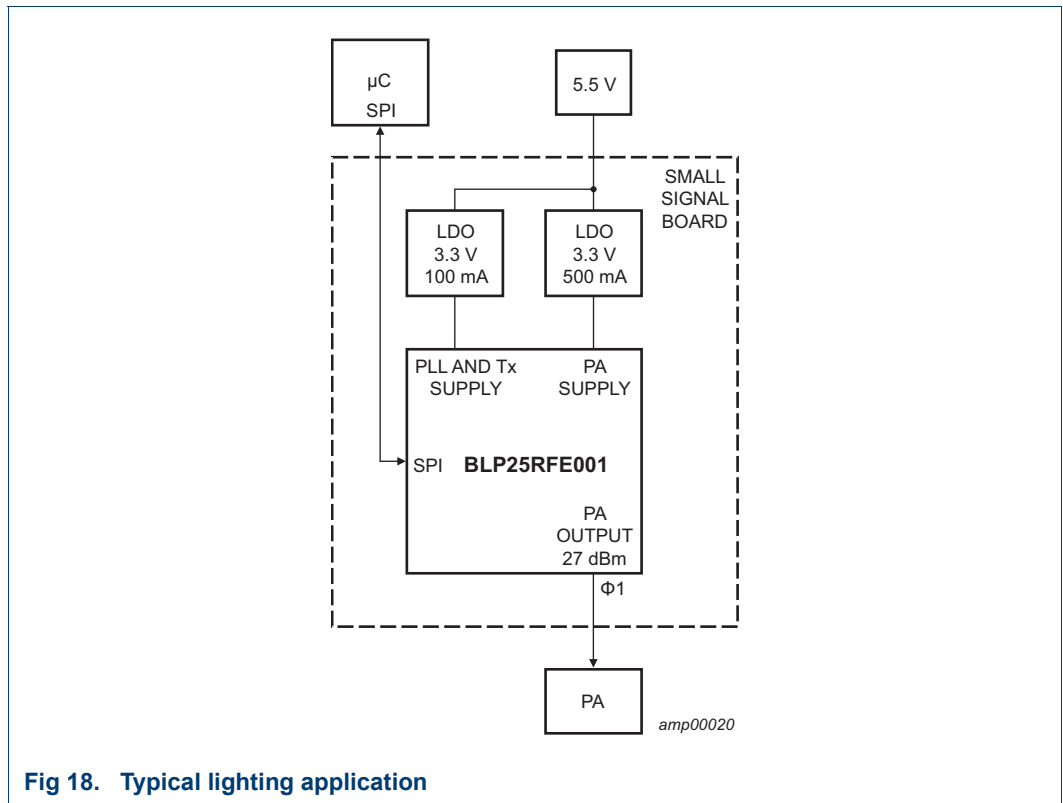 µC
SPI
5.5 V
SMALL
SIGNAL
BOARD
LDO
3.3 V
100 mA
LDO
3.3 V
500 mA
PLL AND Tx
SUPPLY
PA
SUPPLY
SPI
BLP25RFE001
PA
OUTPUT
27 dBm
Φ1
PA
amp00020
Fig 18. Typical lighting application